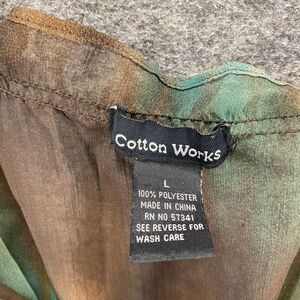 Cotton Works
L
100% POLYESTER
MADE IN CHINA
RN NO 57341
SEE REVERSE FOR
WASH CARE